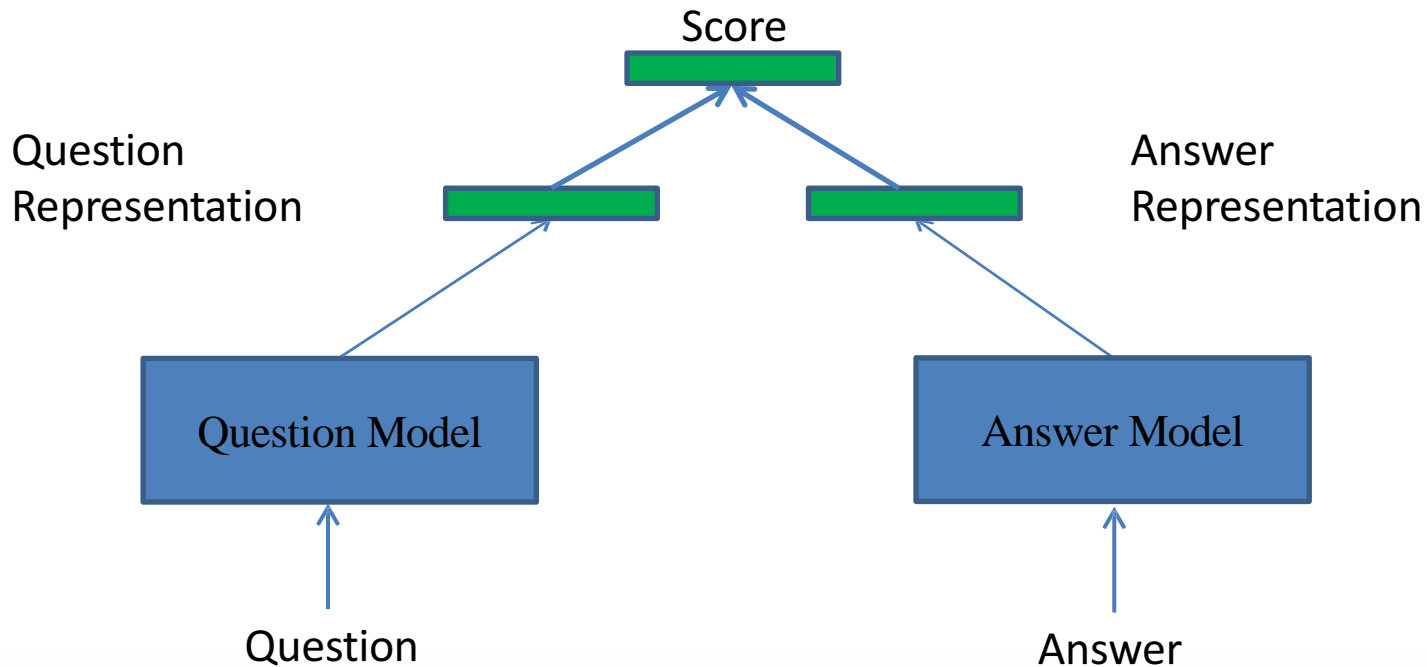 Score
Question
Representation
Answer
Representation
Question Model
Answer Model
Question
Answer